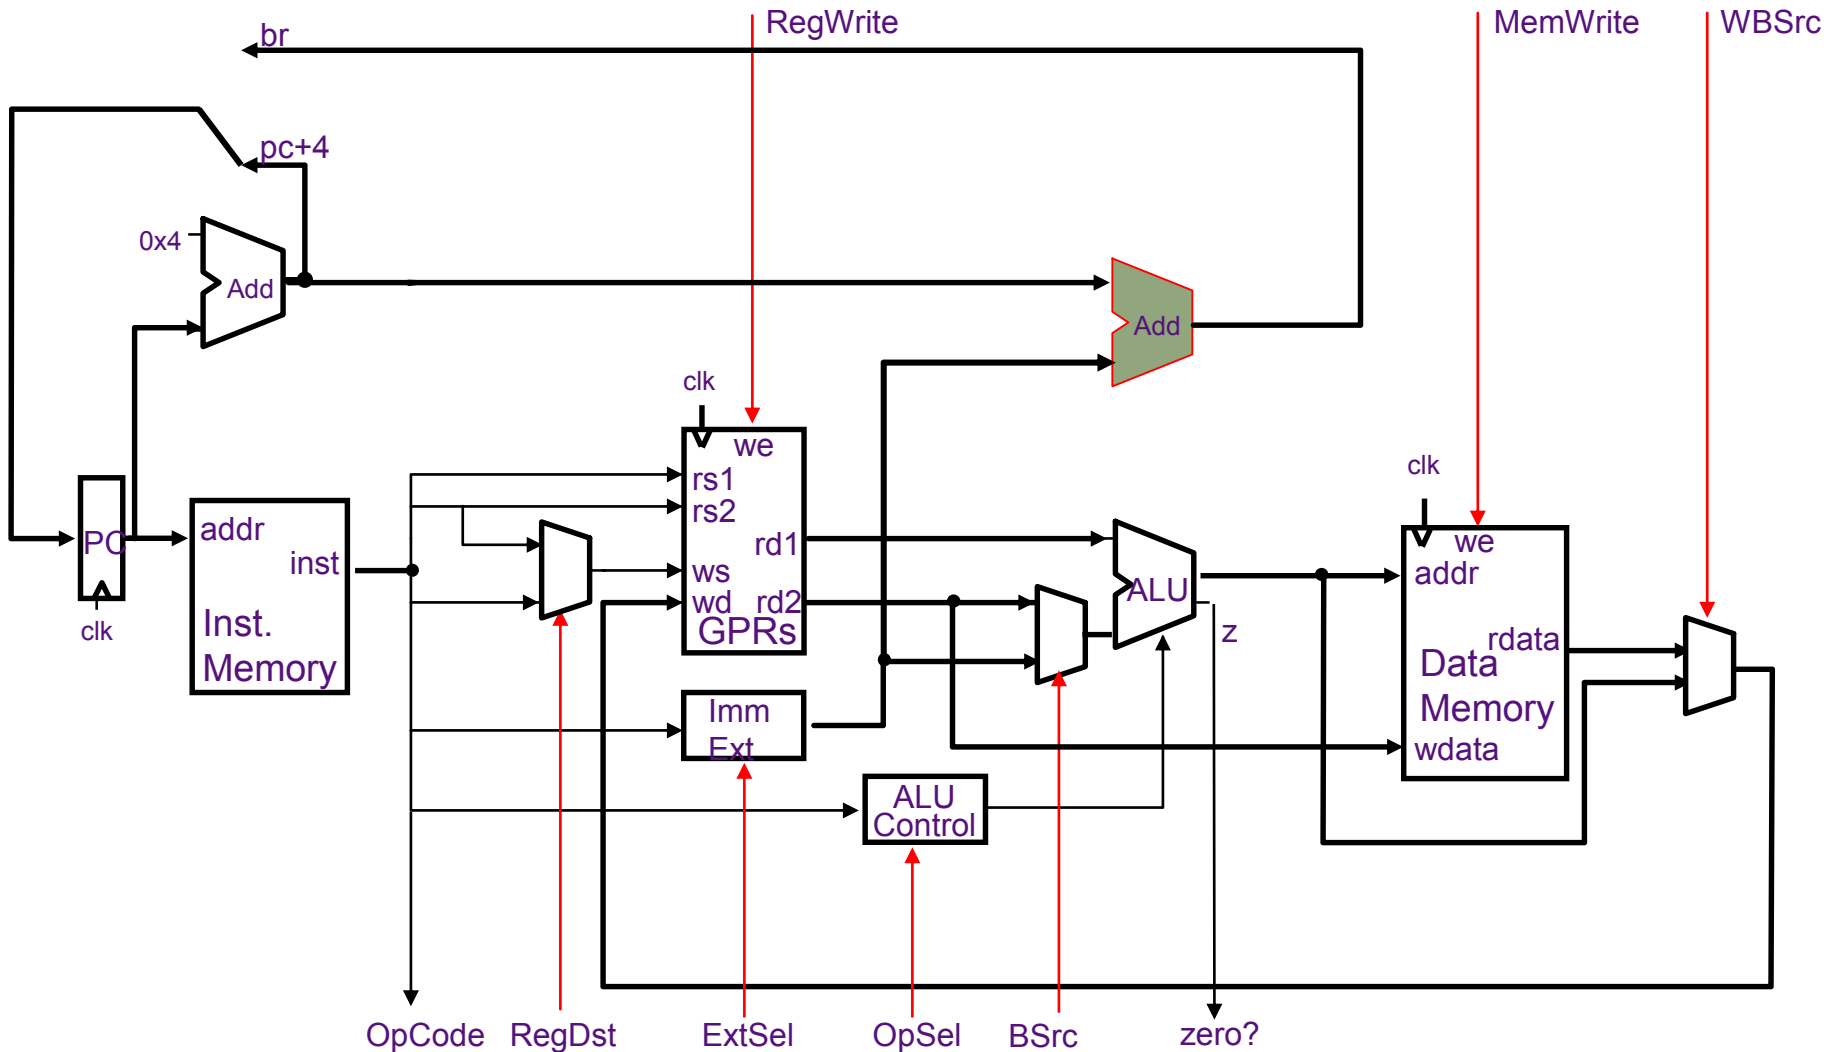 RegWrite
MemWrite
WBSrc
br
pc+4
0x4
Add
Add
clk
we
rs1
rs2
rd1
ws
wd
rd2
GPRs
clk
we
addr
rdata
Data
Memory
wdata
PC
clk
addr
inst
Inst.
Memory
ALU
z
Imm
Ext
ALU
Control
OpCode
RegDst
ExtSel
OpSel
BSrc
zero?